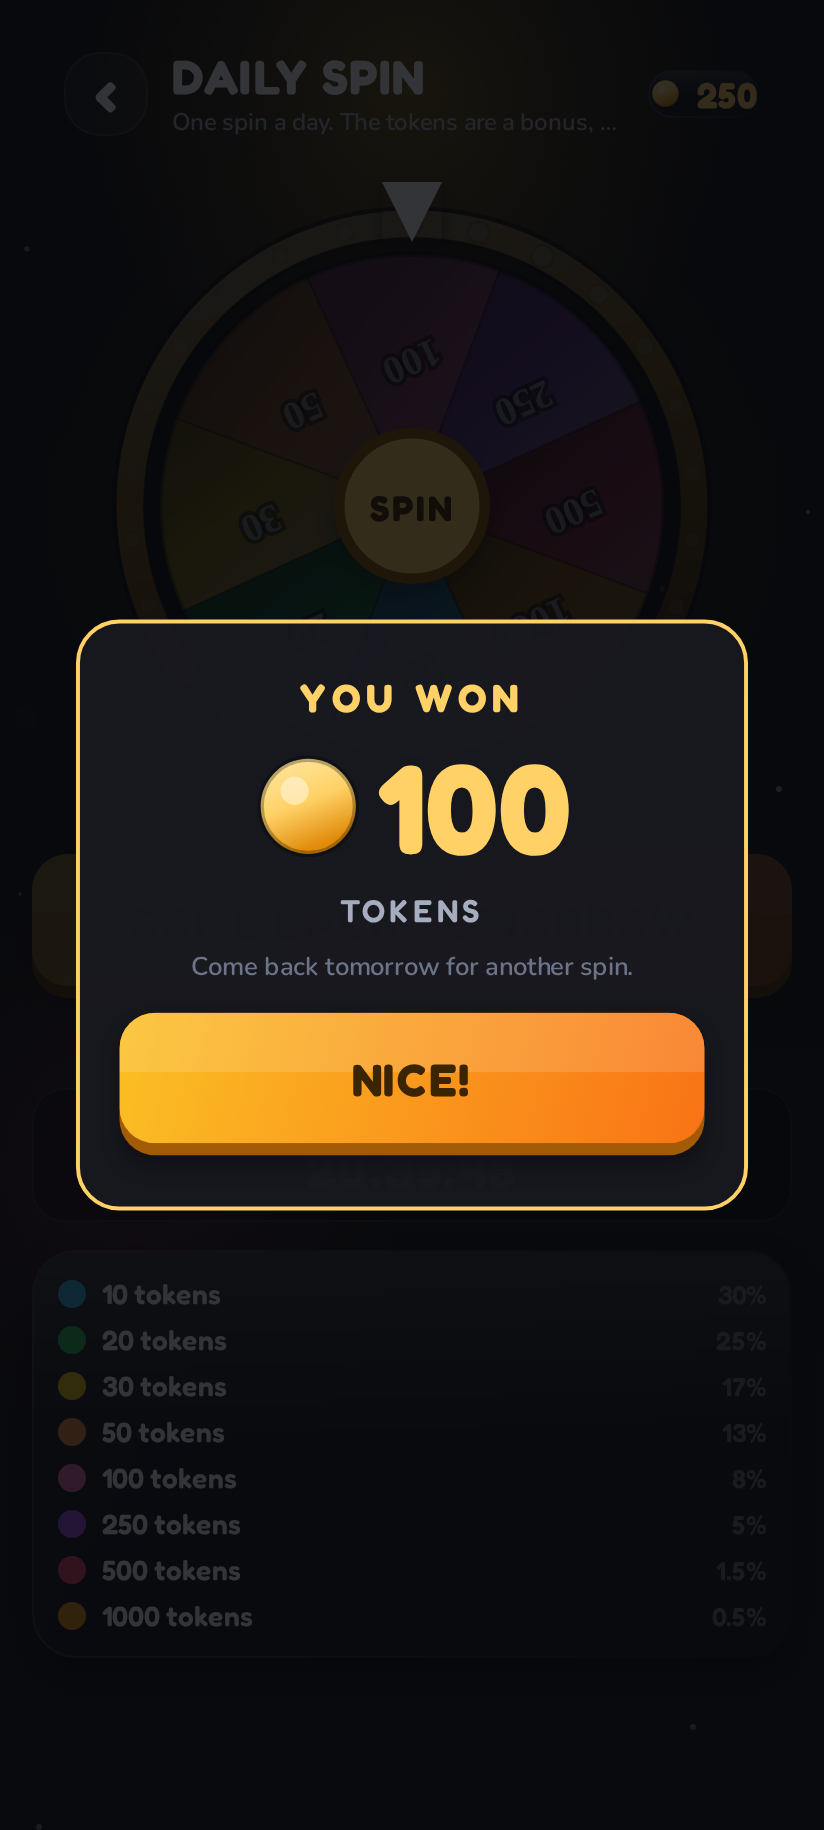 DAILY SPIN
One spin a day. The tokens are a bonus, ...
250
100
250
50
500
30
SPIN
YOU WON
100
TOKENS
Come back tomorrow for another spin.
NICE!
10 tokens 30%
20 tokens 25%
30 tokens 17%
50 tokens 13%
100 tokens 8%
250 tokens 5%
500 tokens 1.5%
1000 tokens 0.5%